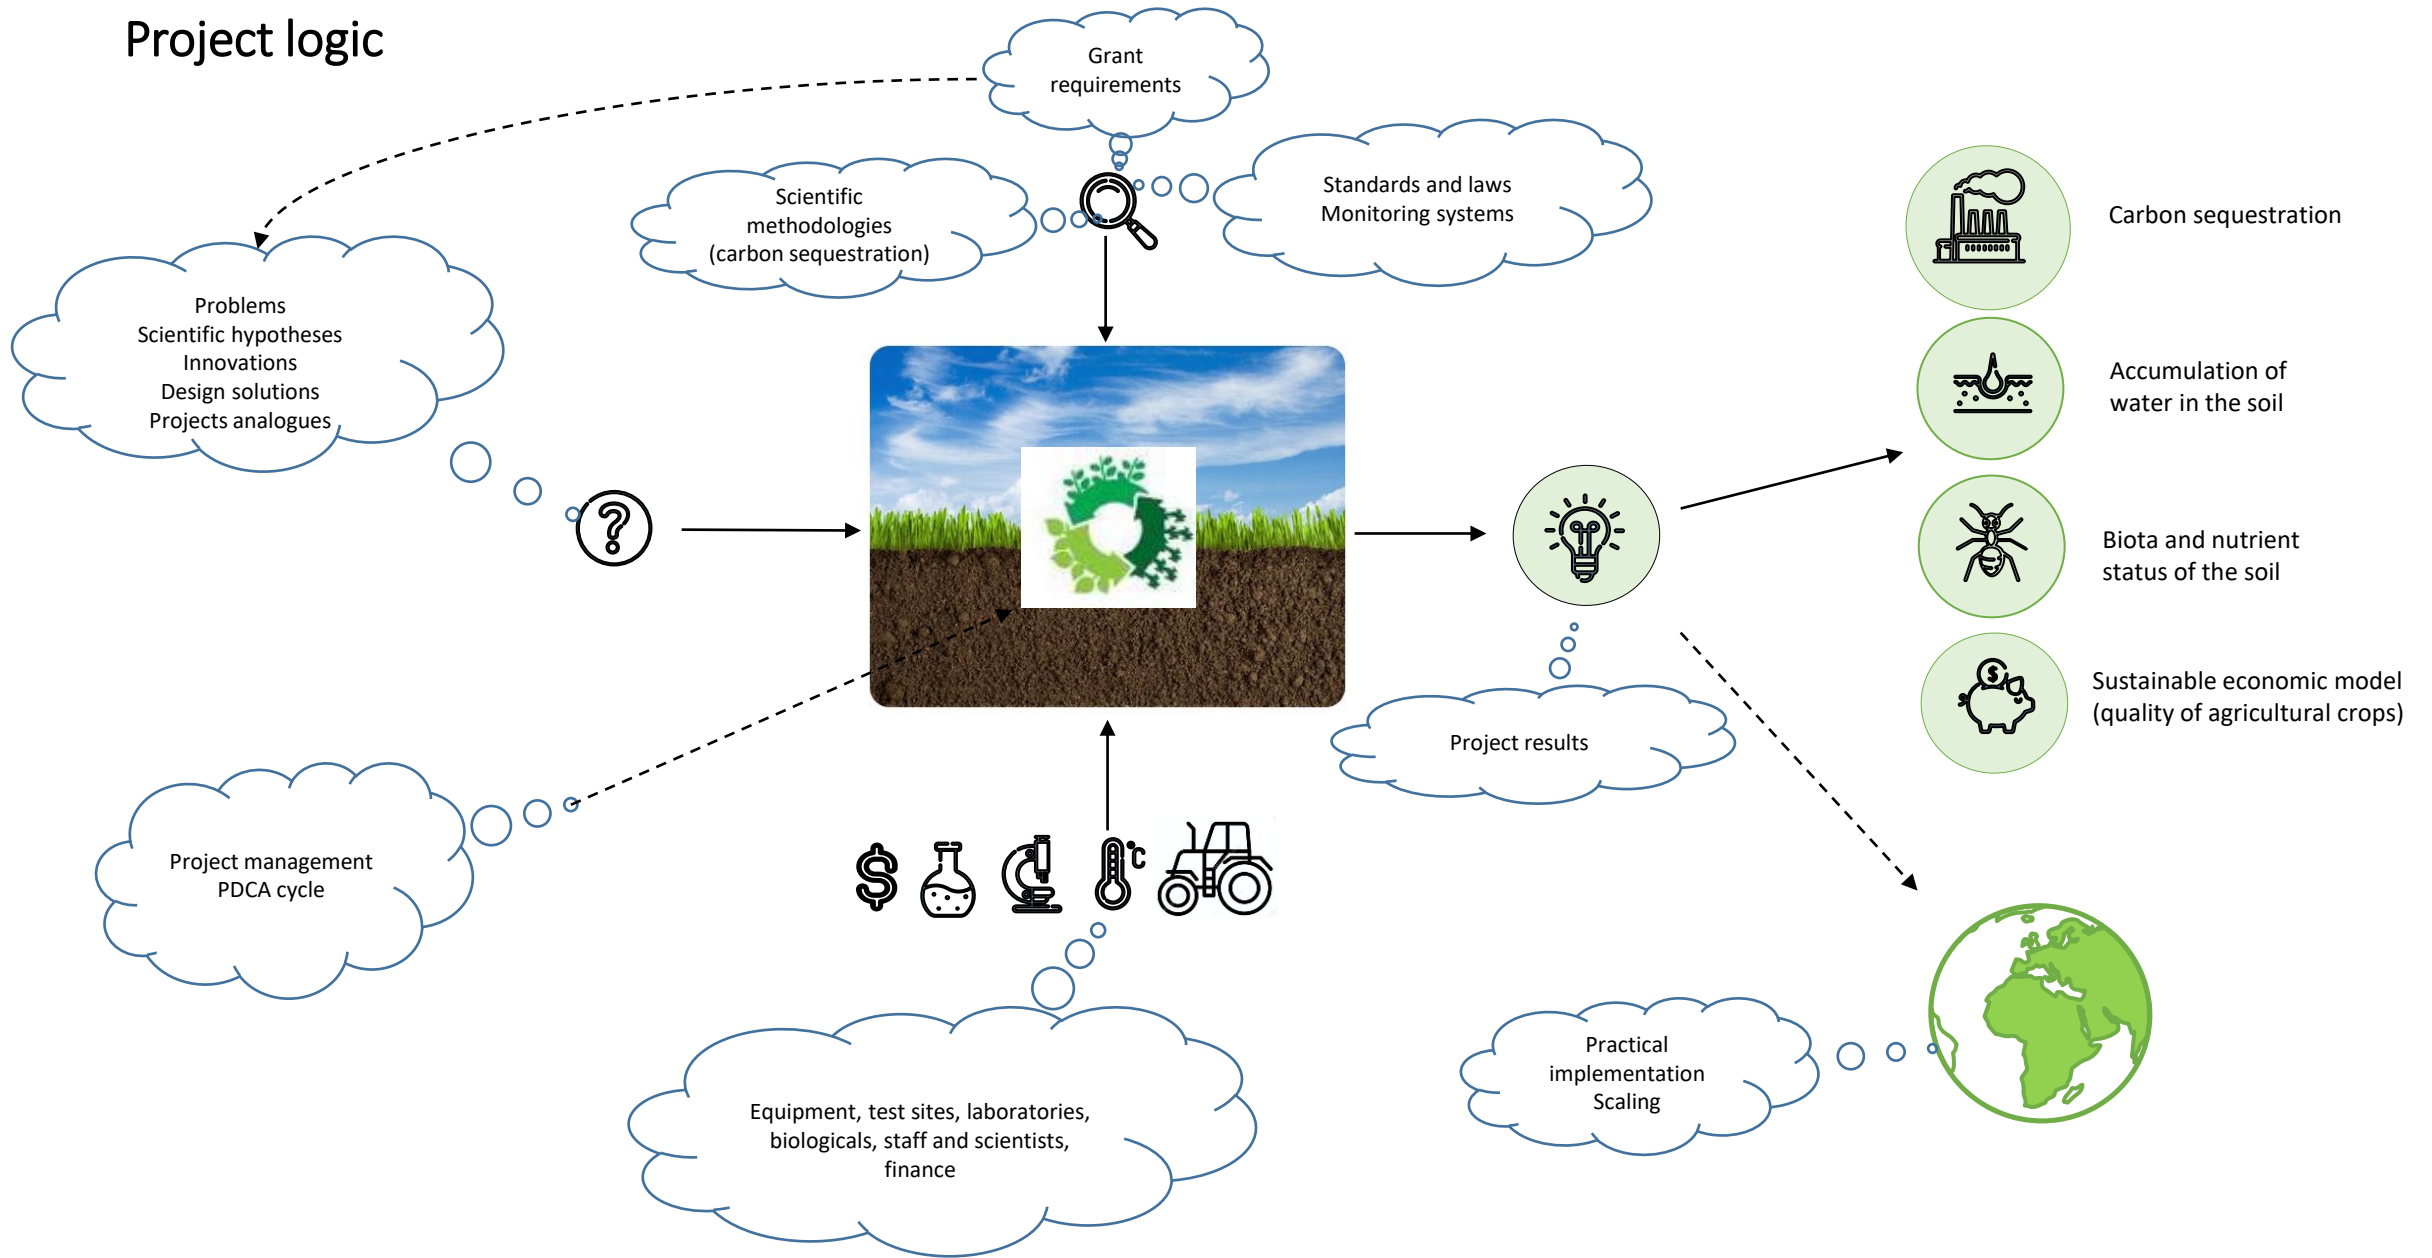 Project logic
Grant
requirements
Scientific
methodologies
(carbon sequestration)
Standards and laws
Monitoring systems
Carbon sequestration
Problems
Scientific hypotheses
Innovations
Design solutions
Projects analogues
?
Accumulation of
water in the soil
Biota and nutrient
status of the soil
$
Sustainable economic model
(quality of agricultural crops)
Project results
Project management
PDCA cycle
$
°C
Practical
implementation
Scaling
Equipment, test sites, laboratories,
biologicals, staff and scientists,
finance